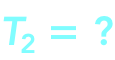 T₂ = ?